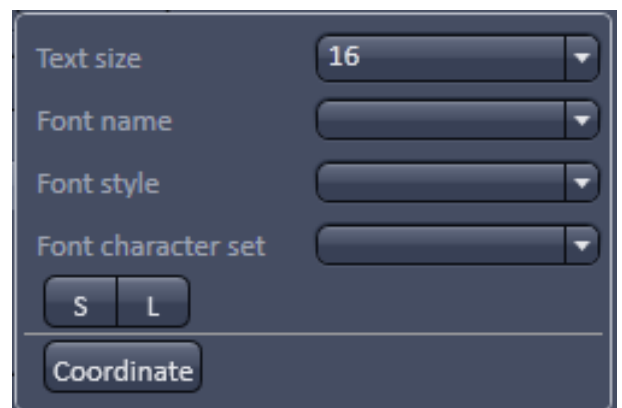 Text size 16
Font name
Font style
Font character set
S L
Coordinate